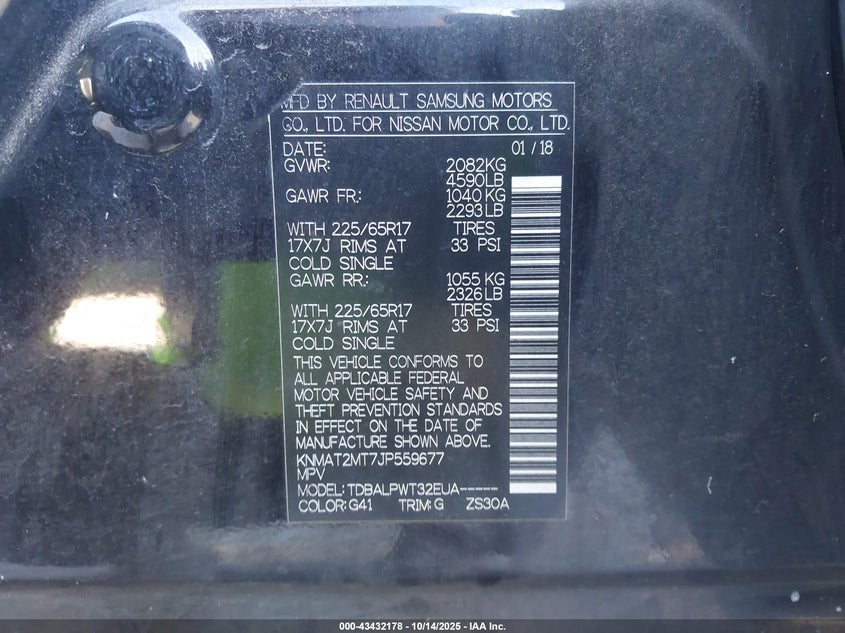 MFD BY RENAULT SAMSUNG MOTORS
CO., LTD. FOR NISSAN MOTOR CO., LTD.
DATE: 01 / 18
GVWR: 2082KG
4590LB
GAWR FR.: 1040 KG
2293 LB
WITH 225/65R17 TIRES
17X7J RIMS AT 33 PSI
COLD SINGLE
GAWR RR.: 1055 KG
2326 LB
WITH 225/65R17 TIRES
17X7J RIMS AT 33 PSI
COLD SINGLE
THIS VEHICLE CONFORMS TO
ALL APPLICABLE FEDERAL
MOTOR VEHICLE SAFETY AND
THEFT PREVENTION STANDARDS
IN EFFECT ON THE DATE OF
MANUFACTURE SHOWN ABOVE.
KNMAT2MT7JP559677
MPV
MODEL: TDBALPWT32EUA-----
COLOR: G41 TRIM: G ZS30A
000-43432178 - 10/14/2025 - IAA Inc.